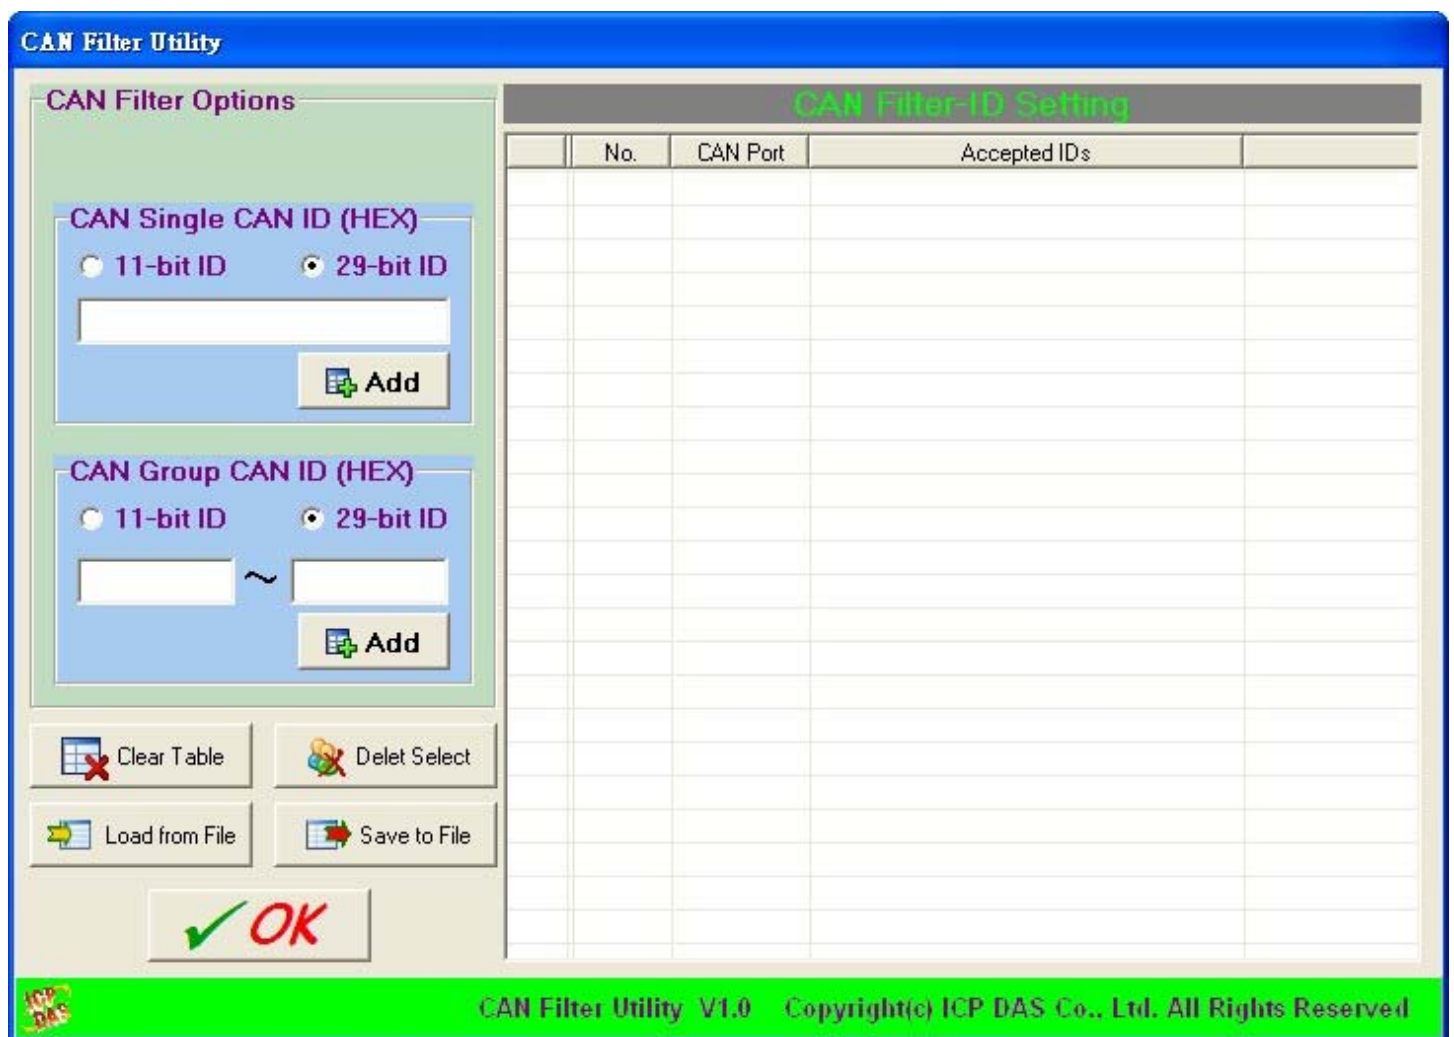 CAN Filter Utility
CAN Filter Options
CAN Single CAN ID (HEX)
11-bit ID 29-bit ID
Add
CAN Group CAN ID (HEX)
11-bit ID 29-bit ID
~
Add
Clear Table Delet Select
Load from File Save to File
OK
CAN Filter-ID Setting
No. CAN Port Accepted IDs
ICP DAS
CAN Filter Utility V1.0 Copyright(c) ICP DAS Co., Ltd. All Rights Reserved